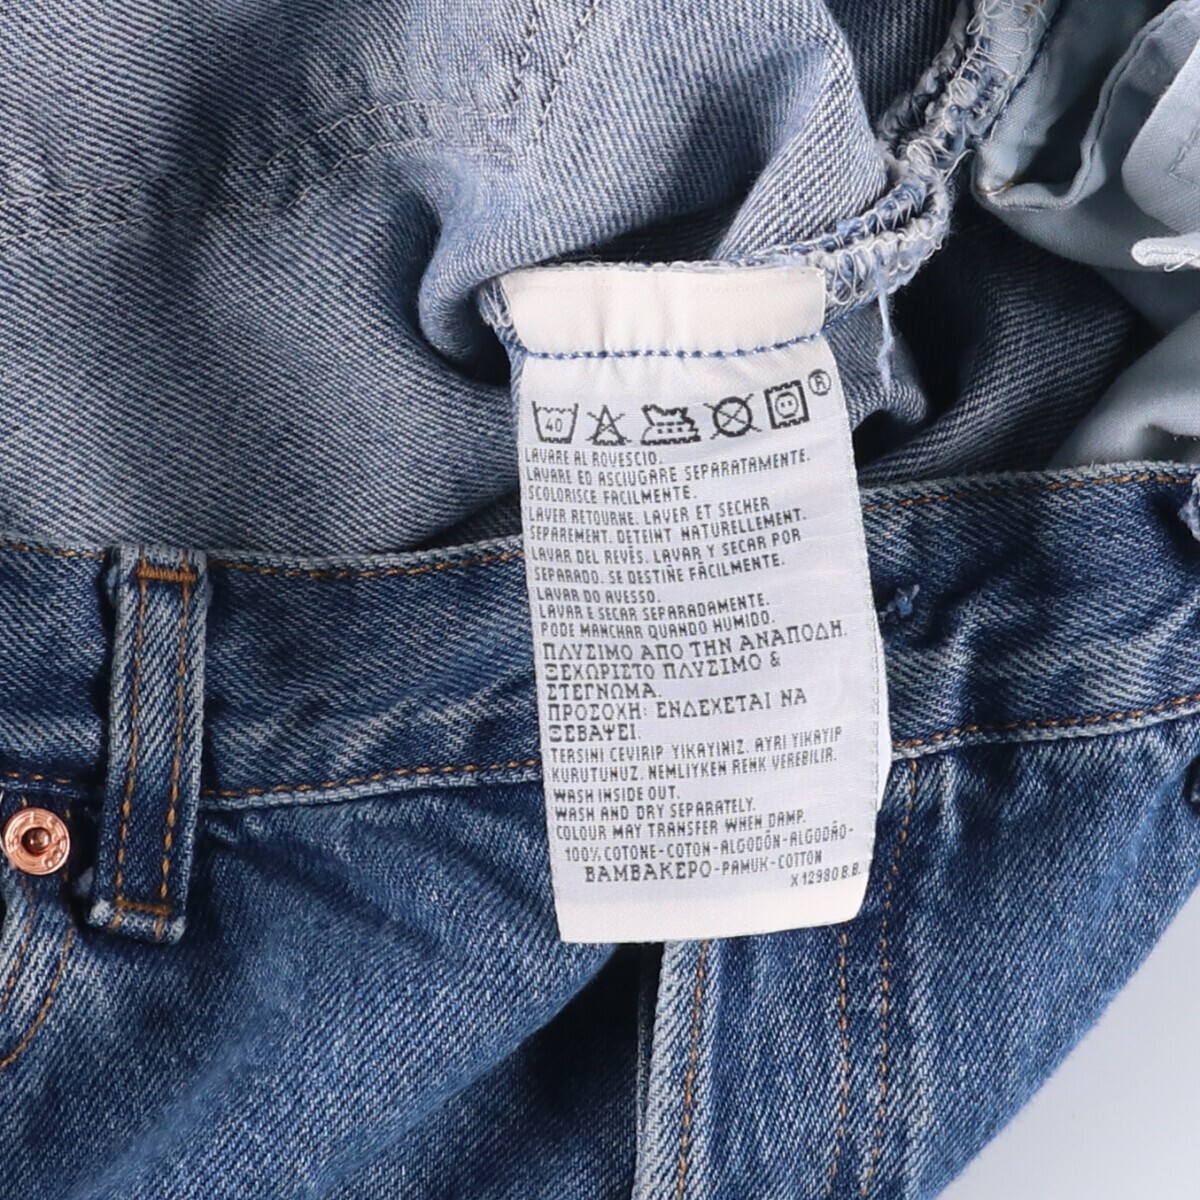 40
®
LAVARE AL ROVESCIO.
LAVARE ED ASCIUGARE SEPARATAMENTE.
SCOLORISCE FACILMENTE.
LAVER RETOURNE. LAVER ET SECHER
SEPAREMENT. DETEINT NATURELLEMENT.
LAVAR DEL REVÉS. LAVAR Y SECAR POR
SEPARADO. SE DESTIÑE FÁCILMENTE.
LAVAR DO AVESSO.
LAVAR E SECAR SEPARADAMENTE.
PODE MANCHAR QUANDO HUMIDO.
ΠΛΥΣΙΜΟ ΑΠΟ ΤΗΝ ΑΝΑΠΟΔΗ.
ΞΕΧΩΡΙΣΤΟ ΠΛΥΣΙΜΟ &
ΣΤΕΓΝΩΜΑ.
ΠΡΟΣΟΧΗ: ΕΝΔΕΧΕΤΑΙ ΝΑ
ΞΕΒΑΨΕΙ.
TERSINI CEVIRIP YIKAYINIZ. AYRI YIKAYIP
KURUTUNUZ. NEMLIYKEN RENK VEREBILIR.
WASH INSIDE OUT.
WASH AND DRY SEPARATELY.
COLOUR MAY TRANSFER WHEN DAMP.
100% COTONE-COTON-ALGODÓN-ALGODÃO-
ΒΑΜΒΑΚΕΡΟ-PAMUK-COTTON
X12980 B.B.